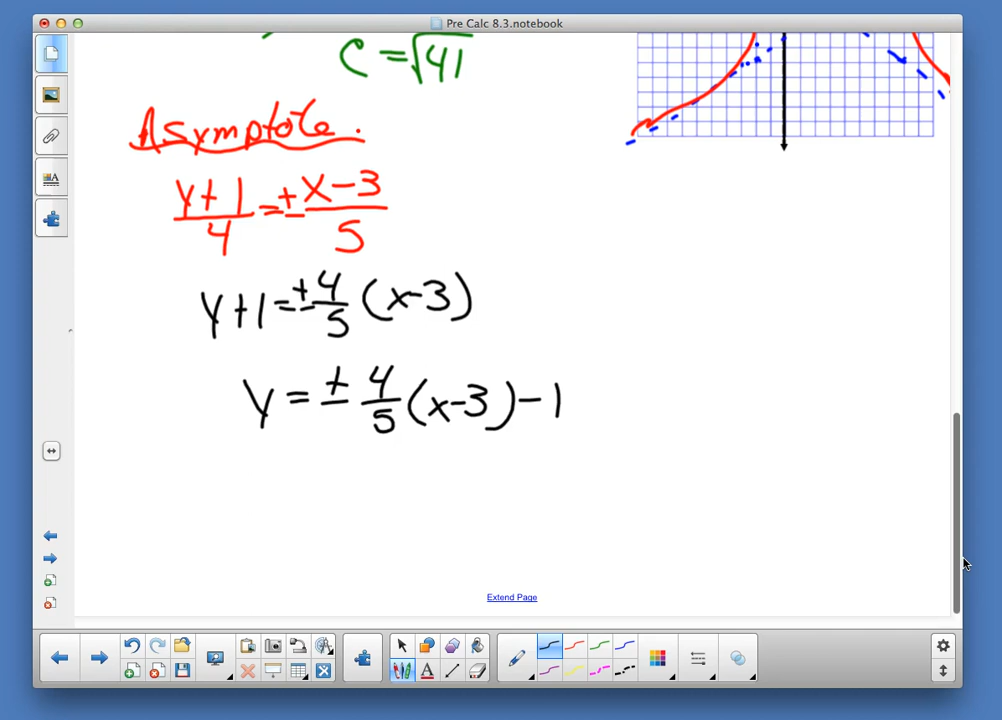 Pre Calc 8.3.notebook
C = √41
Asymptote.
y+1/4 = ± x-3/5
y+1 = ± 4/5 (x-3)
y = ± 4/5 (x-3) -1
Extend Page
A